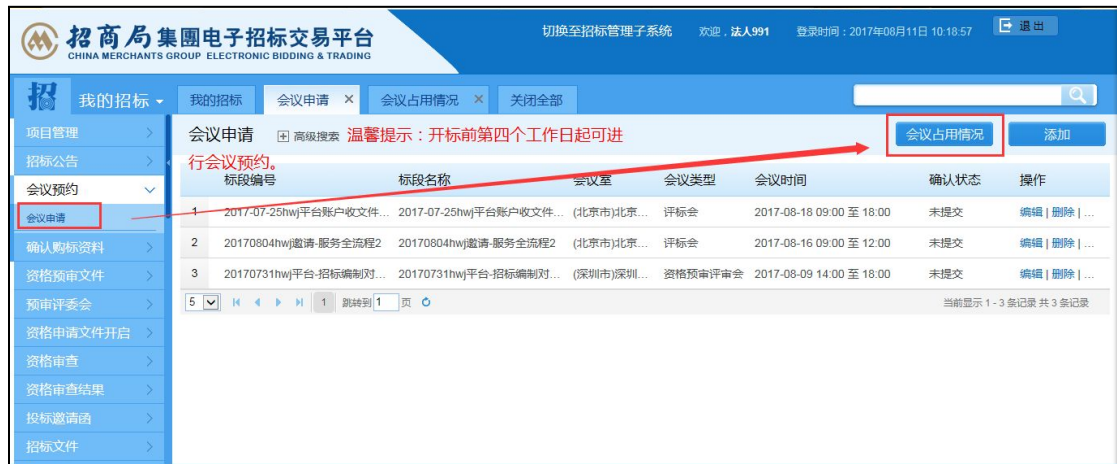 招商局集團电子招标交易平台
CHINA MERCHANTS GROUP ELECTRONIC BIDDING & TRADING
切换至招标管理子系统 欢迎，法人991 登录时间：2017年08月11日 10:18:57 退出
招 我的招标
我的招标 会议申请 × 会议占用情况 × 关闭全部
项目管理
招标公告
会议预约
会议申请
确认购标资料
资格预审文件
预审评委会
资格申请文件开启
资格审查
资格审查结果
投标邀请函
招标文件
会议申请 高级搜索 温馨提示：开标前第四个工作日起可进
行会议预约。
会议占用情况 添加
标段编号 标段名称 会议室 会议类型 会议时间 确认状态 操作
1 2017-07-25hwj平台账户收文件... 2017-07-25hwj平台账户收文件... (北京市)北京... 评标会 2017-08-18 09:00 至 18:00 未提交 编辑 | 删除 | ...
2 20170804hwj邀请-服务全流程2 20170804hwj邀请-服务全流程2 (北京市)北京... 评标会 2017-08-16 09:00 至 12:00 未提交 编辑 | 删除 | ...
3 20170731hwj平台-招标编制对... 20170731hwj平台-招标编制对... (深圳市)深圳... 资格预审评审会 2017-08-09 14:00 至 18:00 未提交 编辑 | 删除 | ...
5 1 跳转到 1 页 当前显示 1 - 3 条记录 共 3 条记录